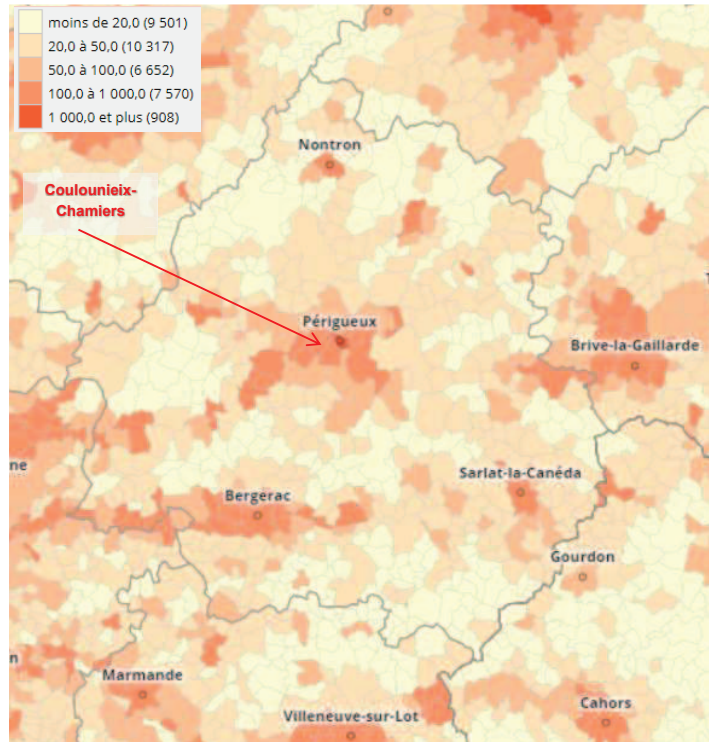 moins de 20,0 (9 501)
20,0 à 50,0 (10 317)
50,0 à 100,0 (6 652)
100,0 à 1 000,0 (7 570)
1 000,0 et plus (908)
Nontron
Coulounieix-
Chamiers
Périgueux
Brive-la-Gaillarde
Sarlat-la-Canéda
ne
Bergerac
Gourdon
Marmande
Cahors
Villeneuve-sur-Lot